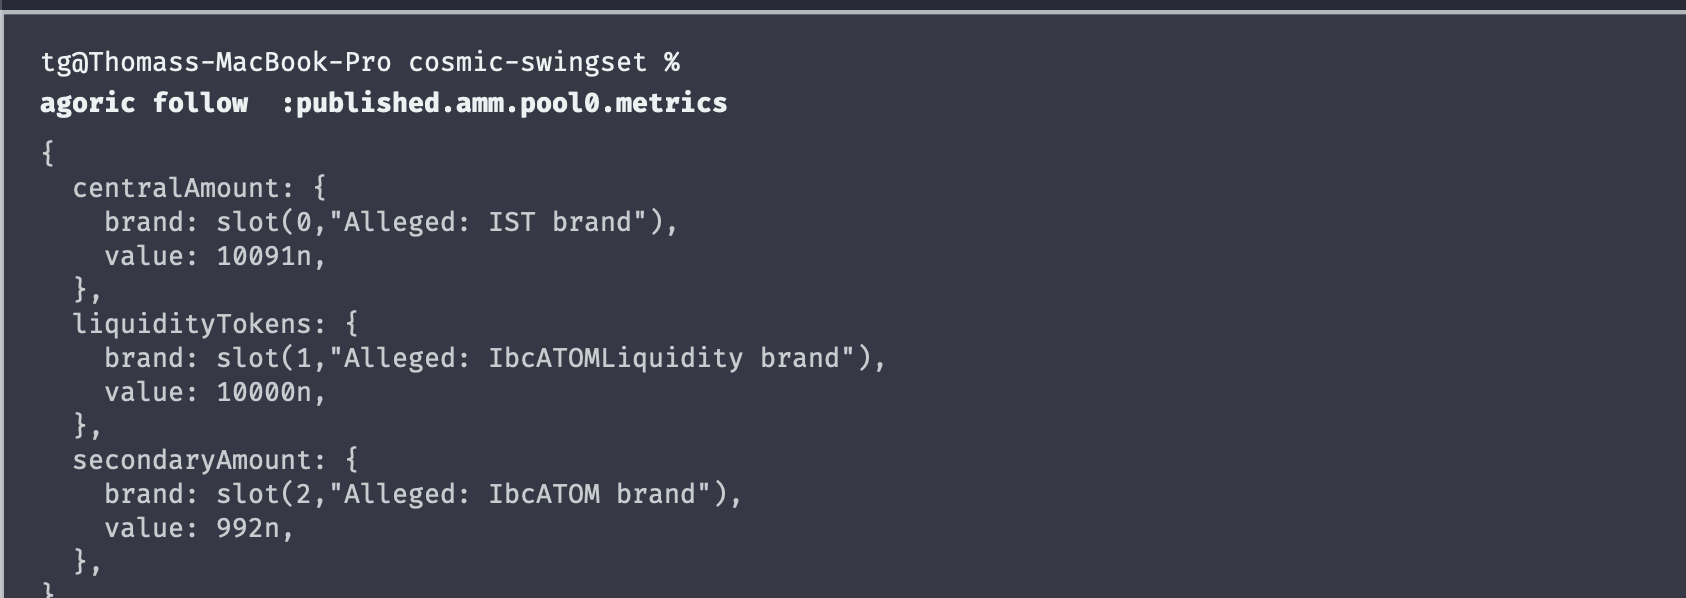 tg@Thomass-MacBook-Pro cosmic-swingset %
agoric follow  :published.amm.pool0.metrics
{
  centralAmount: {
    brand: slot(0,"Alleged: IST brand"),
    value: 10091n,
  },
  liquidityTokens: {
    brand: slot(1,"Alleged: IbcATOMLiquidity brand"),
    value: 10000n,
  },
  secondaryAmount: {
    brand: slot(2,"Alleged: IbcATOM brand"),
    value: 992n,
  },
}